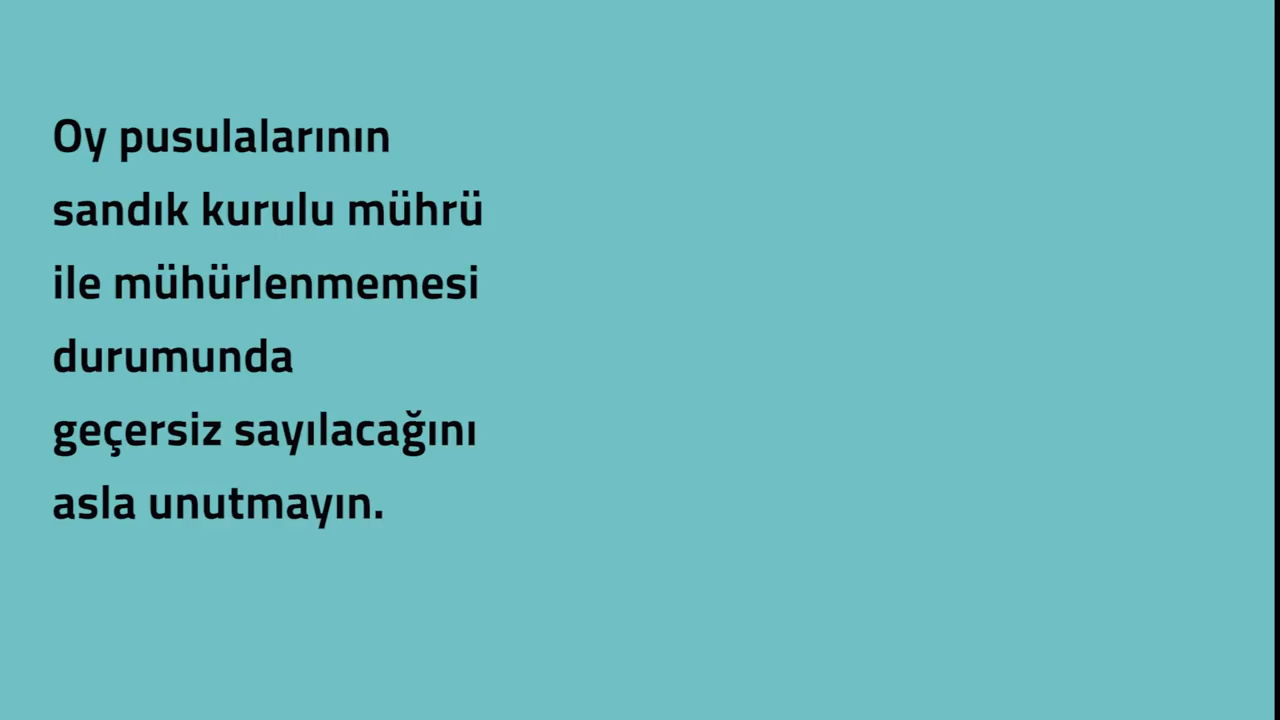 Oy pusulalarının
sandık kurulu mührü
ile mühürlenmemesi
durumunda
geçersiz sayılacağını
asla unutmayın.